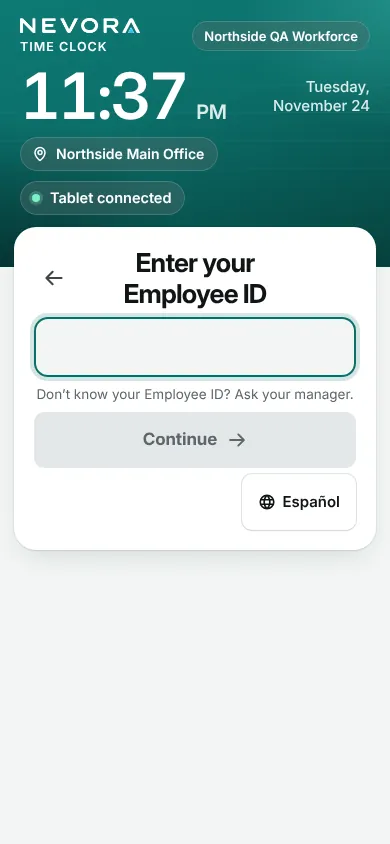 NEVORA
TIME CLOCK
Northside QA Workforce
11:37 PM
Tuesday,
November 24
Northside Main Office
Tablet connected
Enter your
Employee ID
Don’t know your Employee ID? Ask your manager.
Continue
Español